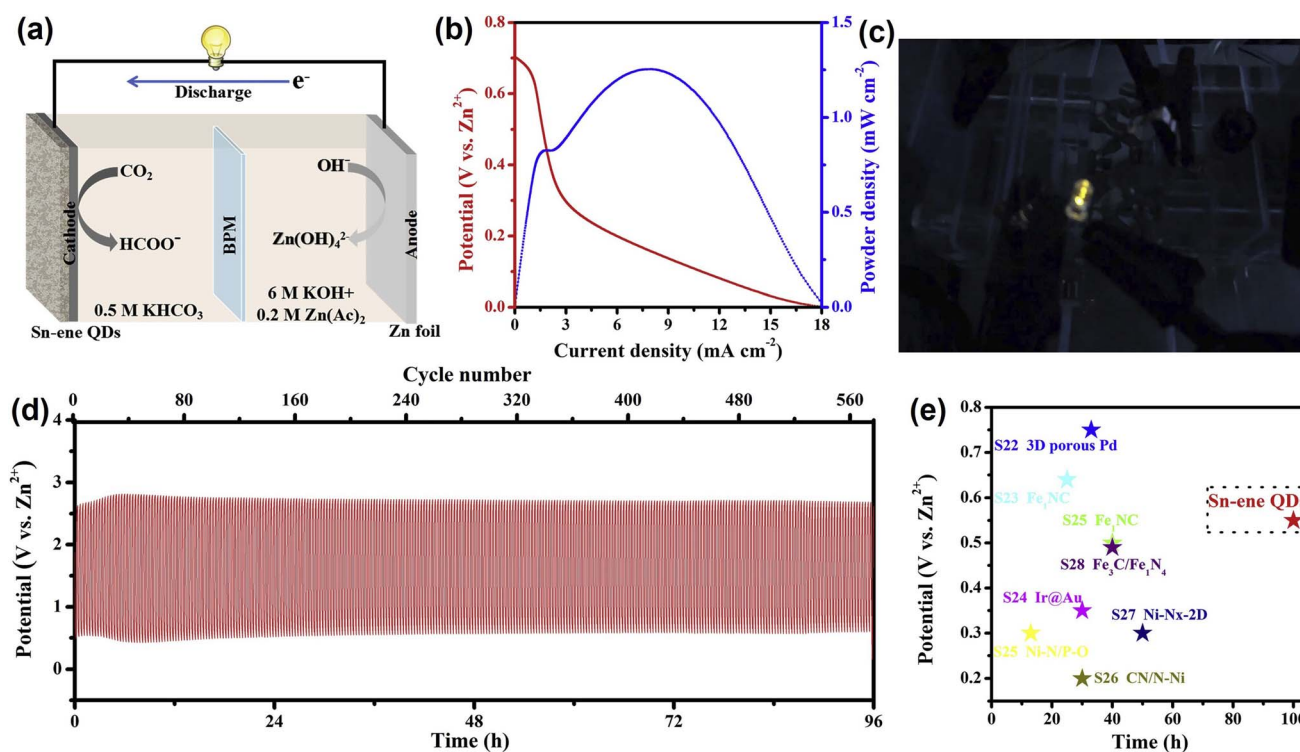 (a)
e⁻
Discharge
Cathode
CO₂
HCOO⁻
BPM
OH⁻
Zn(OH)₄²⁻
Anode
0.5 M KHCO₃
6 M KOH+
0.2 M Zn(Ac)₂
Sn-ene QDs
Zn foil
(b)
Potential (V vs. Zn²⁺)
0.8
0.6
0.4
0.2
0.0
0 3 6 9 12 15 18
Current density (mA cm⁻²)
1.5
1.0
0.5
0.0
Powder density (mW cm⁻²)
(c)
(d)
Cycle number
0 80 160 240 320 400 480 560
Potential (V vs. Zn²⁺)
4
3
2
1
0
0 24 48 72 96
Time (h)
(e)
Potential (V vs. Zn²⁺)
0.8
0.7
0.6
0.5
0.4
0.3
0.2
S22 3D porous Pd
S23 Fe₁NC
Sn-ene QD
S25 Fe₁NC
S28 Fe₃C/Fe₁N₄
S24 Ir@Au
S27 Ni-Nx-2D
S25 Ni-N/P-O
S26 CN/N-Ni
0 20 40 60 80 100
Time (h)